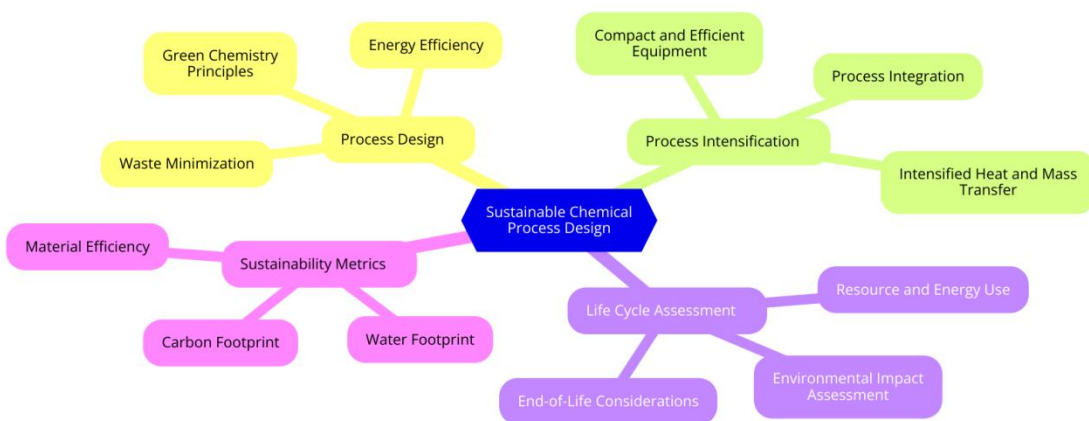 Sustainable Chemical
Process Design
Process Design
Green Chemistry
Principles
Energy Efficiency
Waste Minimization
Process Intensification
Compact and Efficient
Equipment
Process Integration
Intensified Heat and Mass
Transfer
Sustainability Metrics
Material Efficiency
Carbon Footprint
Water Footprint
Life Cycle Assessment
Resource and Energy Use
Environmental Impact
Assessment
End-of-Life Considerations